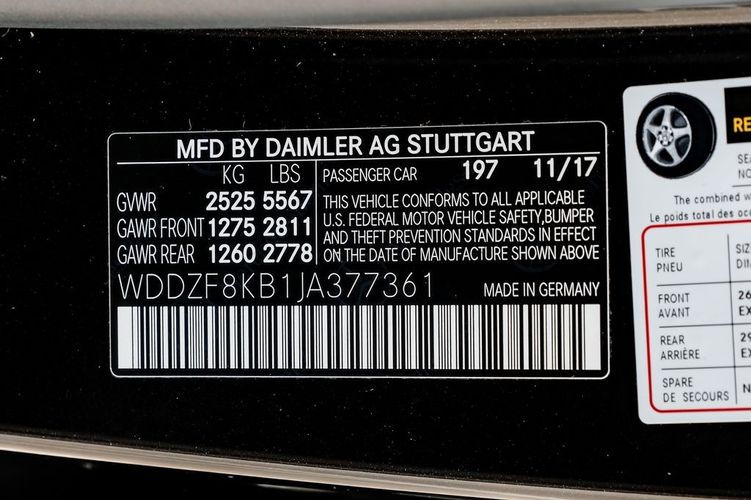 MFD BY DAIMLER AG STUTTGART
KG LBS
GVWR 2525 5567
GAWR FRONT 1275 2811
GAWR REAR 1260 2778
PASSENGER CAR 197 11/17
THIS VEHICLE CONFORMS TO ALL APPLICABLE
U.S. FEDERAL MOTOR VEHICLE SAFETY,BUMPER
AND THEFT PREVENTION STANDARDS IN EFFECT
ON THE DATE OF MANUFACTURE SHOWN ABOVE
WDDZF8KB1JA377361 MADE IN GERMANY
The combined
Le poids total des
TIRE
PNEU
FRONT
AVANT
REAR
ARRIÈRE
SPARE
DE SECOURS